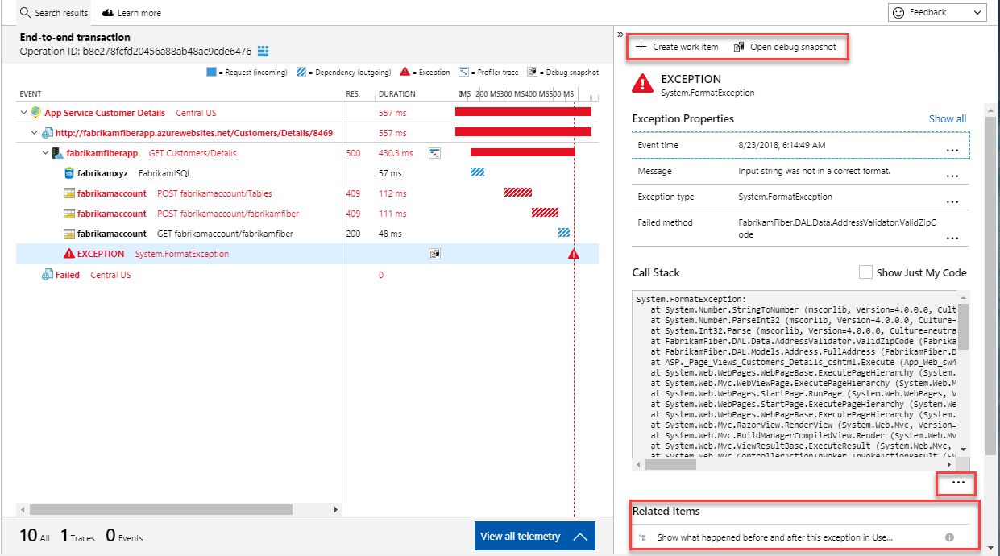 Search results
Learn more
Feedback
End-to-end transaction
Operation ID: b8e278fcfd20456a88ab48ac9cde6476
= Request (incoming) = Dependency (outgoing) = Exception = Profiler trace = Debug snapshot
EVENT RES. DURATION 0MS 200 MS300 MS400 MS500 MS
App Service Customer Details Central US 557 ms
http://fabrikamfiberapp.azurewebsites.net/Customers/Details/8469 557 ms
fabrikamfiberapp GET Customers/Details 500 430.3 ms
fabrikamxyz FabrikamISQL 57 ms
fabrikamaccount POST fabrikamaccount/Tables 409 112 ms
fabrikamaccount POST fabrikamaccount/fabrikamfiber 409 111 ms
fabrikamaccount GET fabrikamaccount/fabrikamfiber 200 48 ms
EXCEPTION System.FormatException
Failed Central US 0
10 All 1 Traces 0 Events
View all telemetry
Create work item Open debug snapshot
EXCEPTION
System.FormatException
Exception Properties Show all
Event time 8/23/2018, 6:14:49 AM ...
Message Input string was not in a correct format. ...
Exception type System.FormatException ...
Failed method FabrikamFiber.DAL.Data.AddressValidator.ValidZipC
ode ...
Call Stack Show Just My Code
System.FormatException:
at System.Number.StringToNumber (mscorlib, Version=4.0.0.0, Cult
at System.Number.ParseInt32 (mscorlib, Version=4.0.0.0, Culture=
at System.Int32.Parse (mscorlib, Version=4.0.0.0, Culture=neutra
at FabrikamFiber.DAL.Data.AddressValidator.ValidZipCode (Fabrika
at FabrikamFiber.DAL.Models.Address.FullAddress (FabrikamFiber.D
at ASP._Page_Views_Customers_Details_cshtml.Execute (App_Web_sw4
at System.Web.WebPages.WebPageBase.ExecutePageHierarchy (System.
at System.Web.Mvc.WebViewPage.ExecutePageHierarchy (System.Web.M
at System.Web.WebPages.StartPage.RunPage (System.Web.WebPages, V
at System.Web.WebPages.StartPage.ExecutePageHierarchy (System.We
at System.Web.WebPages.WebPageBase.ExecutePageHierarchy (System.
at System.Web.Mvc.RazorView.RenderView (System.Web.Mvc, Version=
at System.Web.Mvc.BuildManagerCompiledView.Render (System.Web.Mv
at System.Web.Mvc.ViewResultBase.ExecuteResult (System.Web.Mvc,
at System.Web.Mvc.ControllerActionInvoker.InvokeActionResult (Sy
...
Related Items
Show what happened before and after this exception in Use...